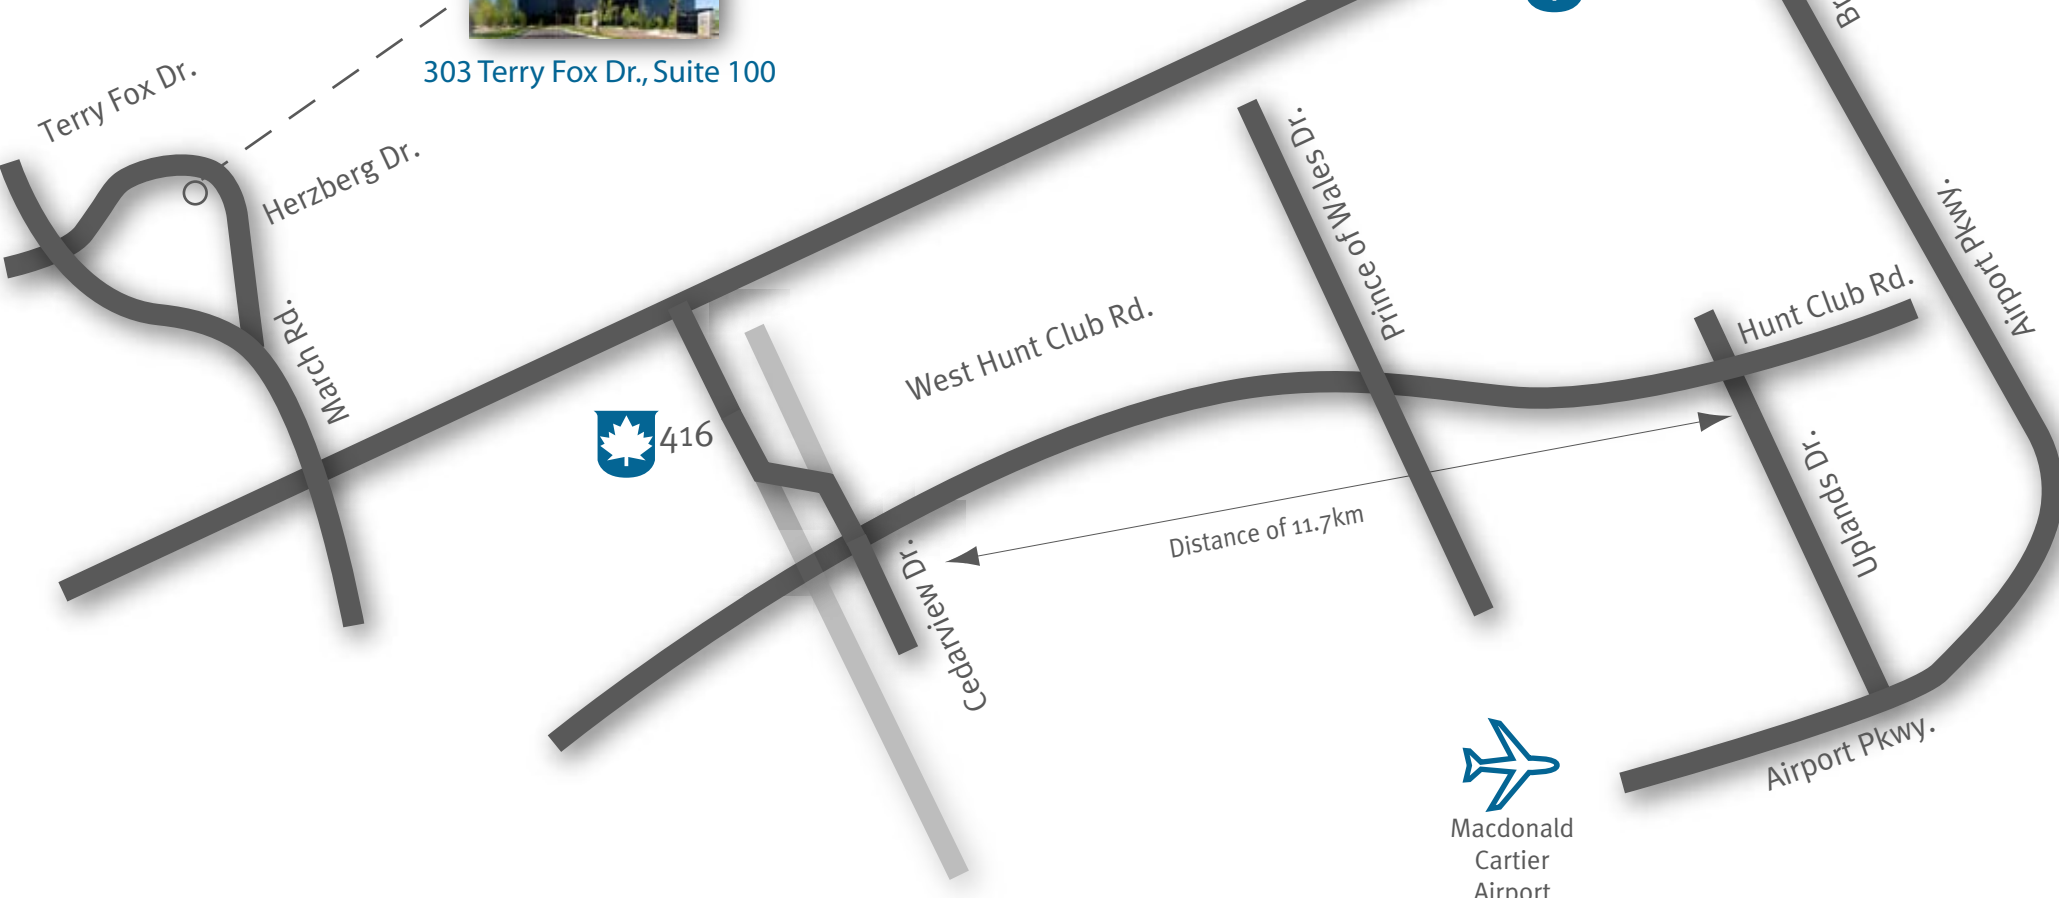 303 Terry Fox Dr., Suite 100
Terry Fox Dr.
Herzberg Dr.
March Rd.
416
West Hunt Club Rd.
Prince of Wales Dr.
Hunt Club Rd.
Airport Pkwy.
Distance of 11.7km
Cedarview Dr.
Uplands Dr.
Airport Pkwy.
Macdonald
Cartier
Airport